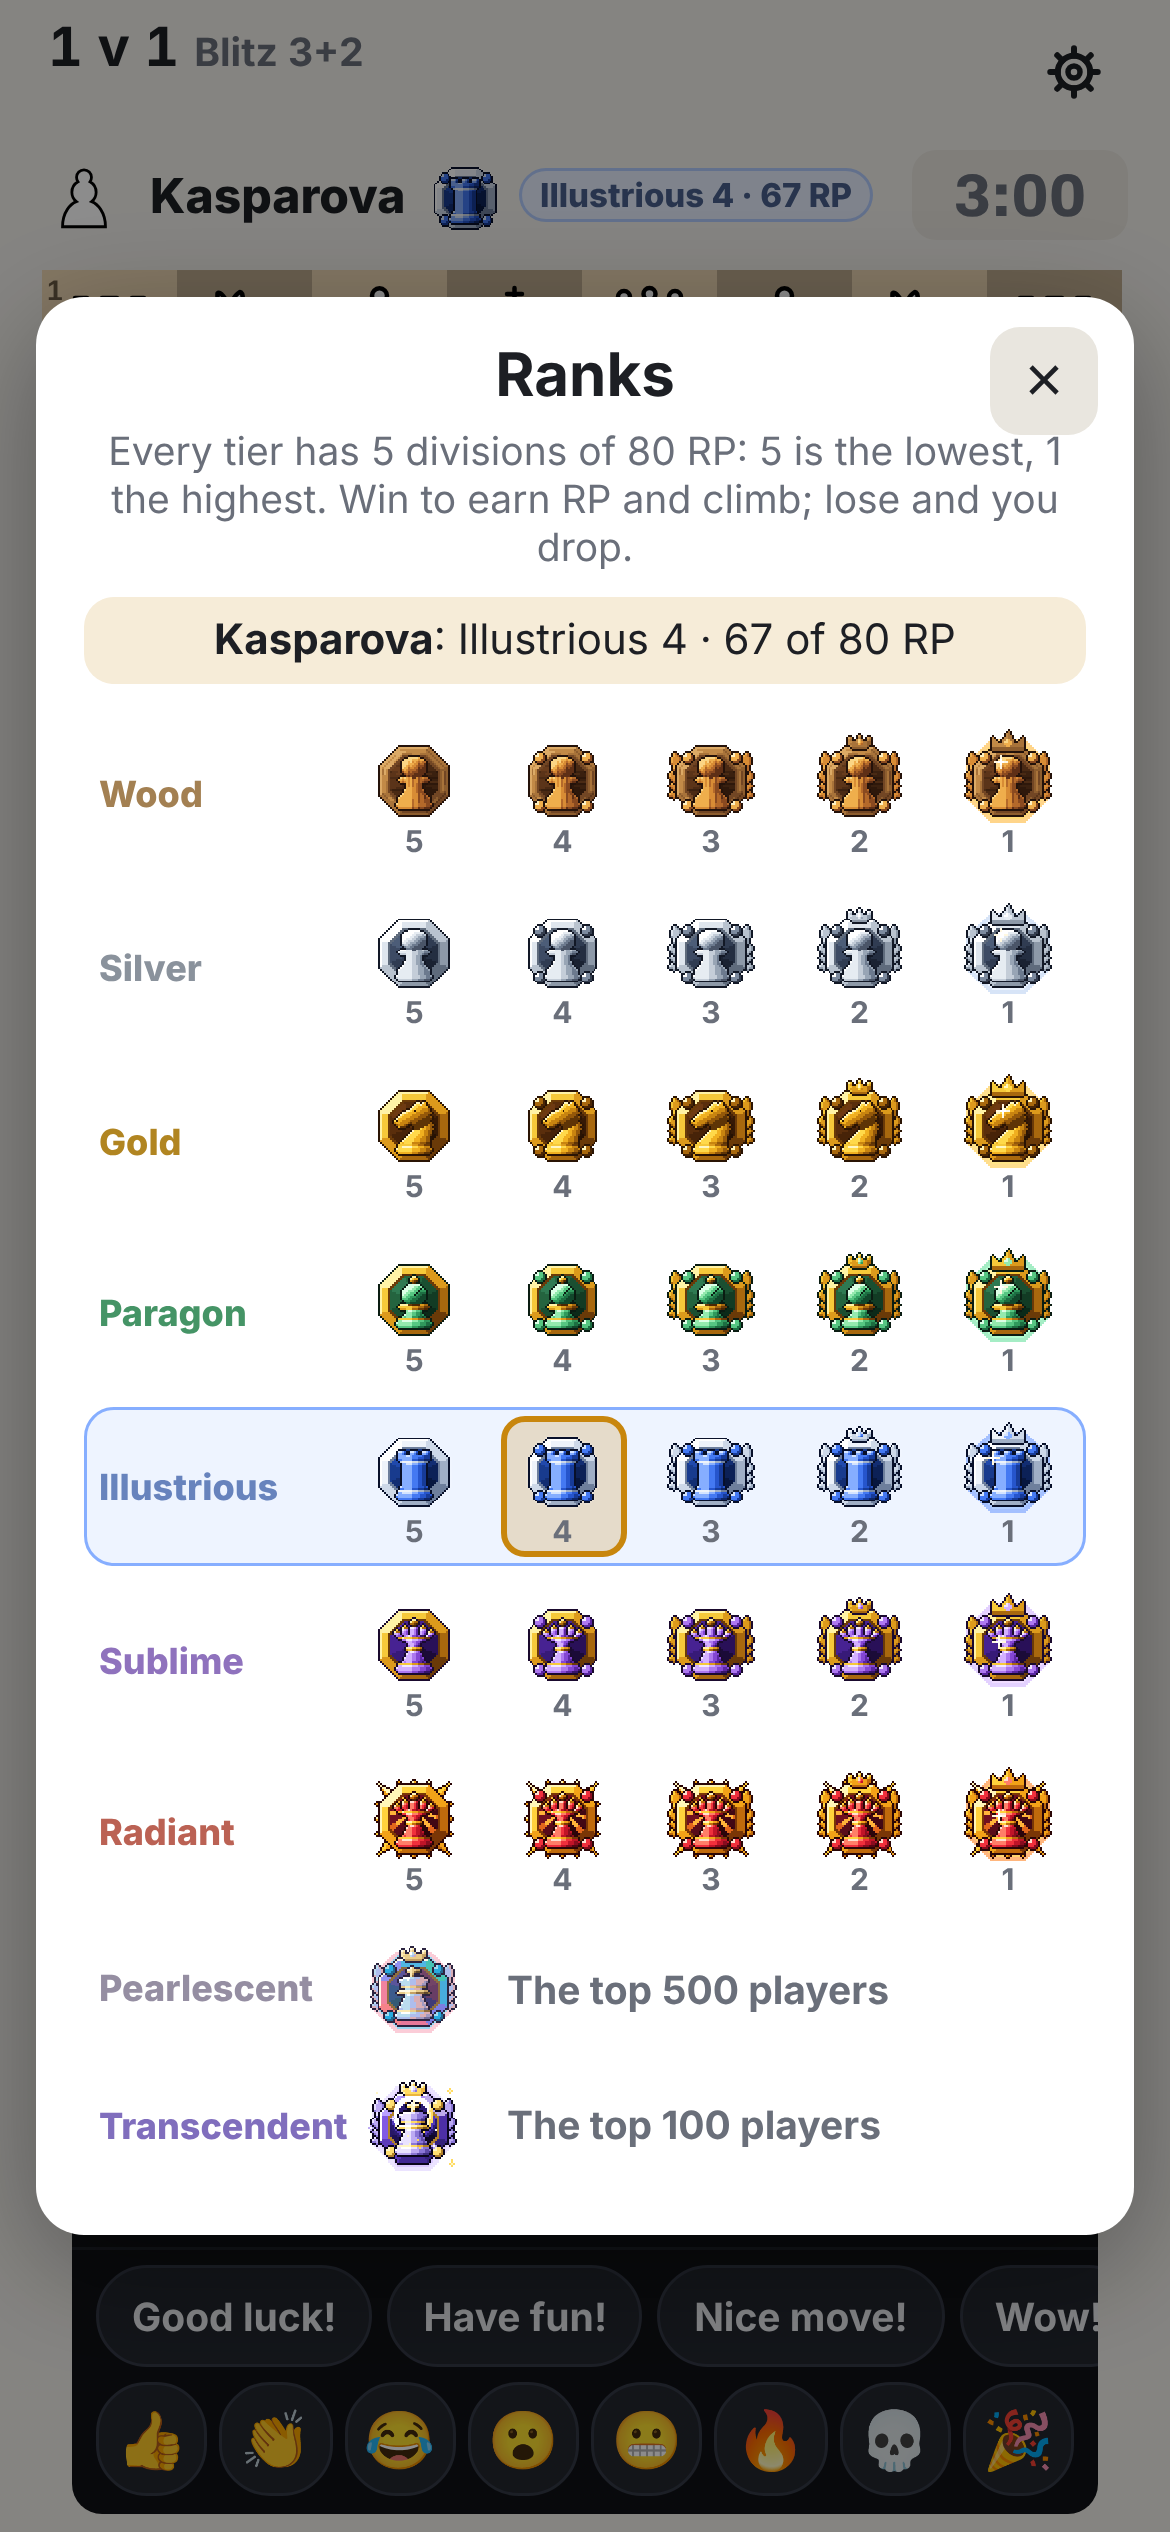 1 v 1 Blitz 3+2
Kasparova Illustrious 4 · 67 RP 3:00
1
Ranks
Every tier has 5 divisions of 80 RP: 5 is the lowest, 1
the highest. Win to earn RP and climb; lose and you
drop.
Kasparova: Illustrious 4 · 67 of 80 RP
Wood
5 4 3 2 1
Silver
5 4 3 2 1
Gold
5 4 3 2 1
Paragon
5 4 3 2 1
Illustrious
5 4 3 2 1
Sublime
5 4 3 2 1
Radiant
5 4 3 2 1
Pearlescent The top 500 players
Transcendent The top 100 players
Good luck! Have fun! Nice move! Wow!